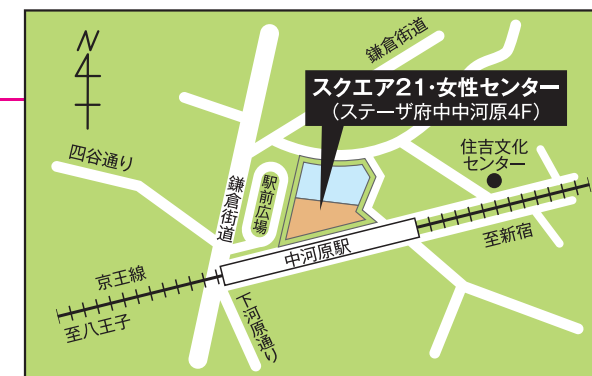 N
鎌倉街道
スクエア21・女性センター
(ステーザ府中中河原4F)
四谷通り
住吉文化
センター
鎌倉街道
駅前広場
中河原駅
至新宿
京王線
至八王子
下河原通り